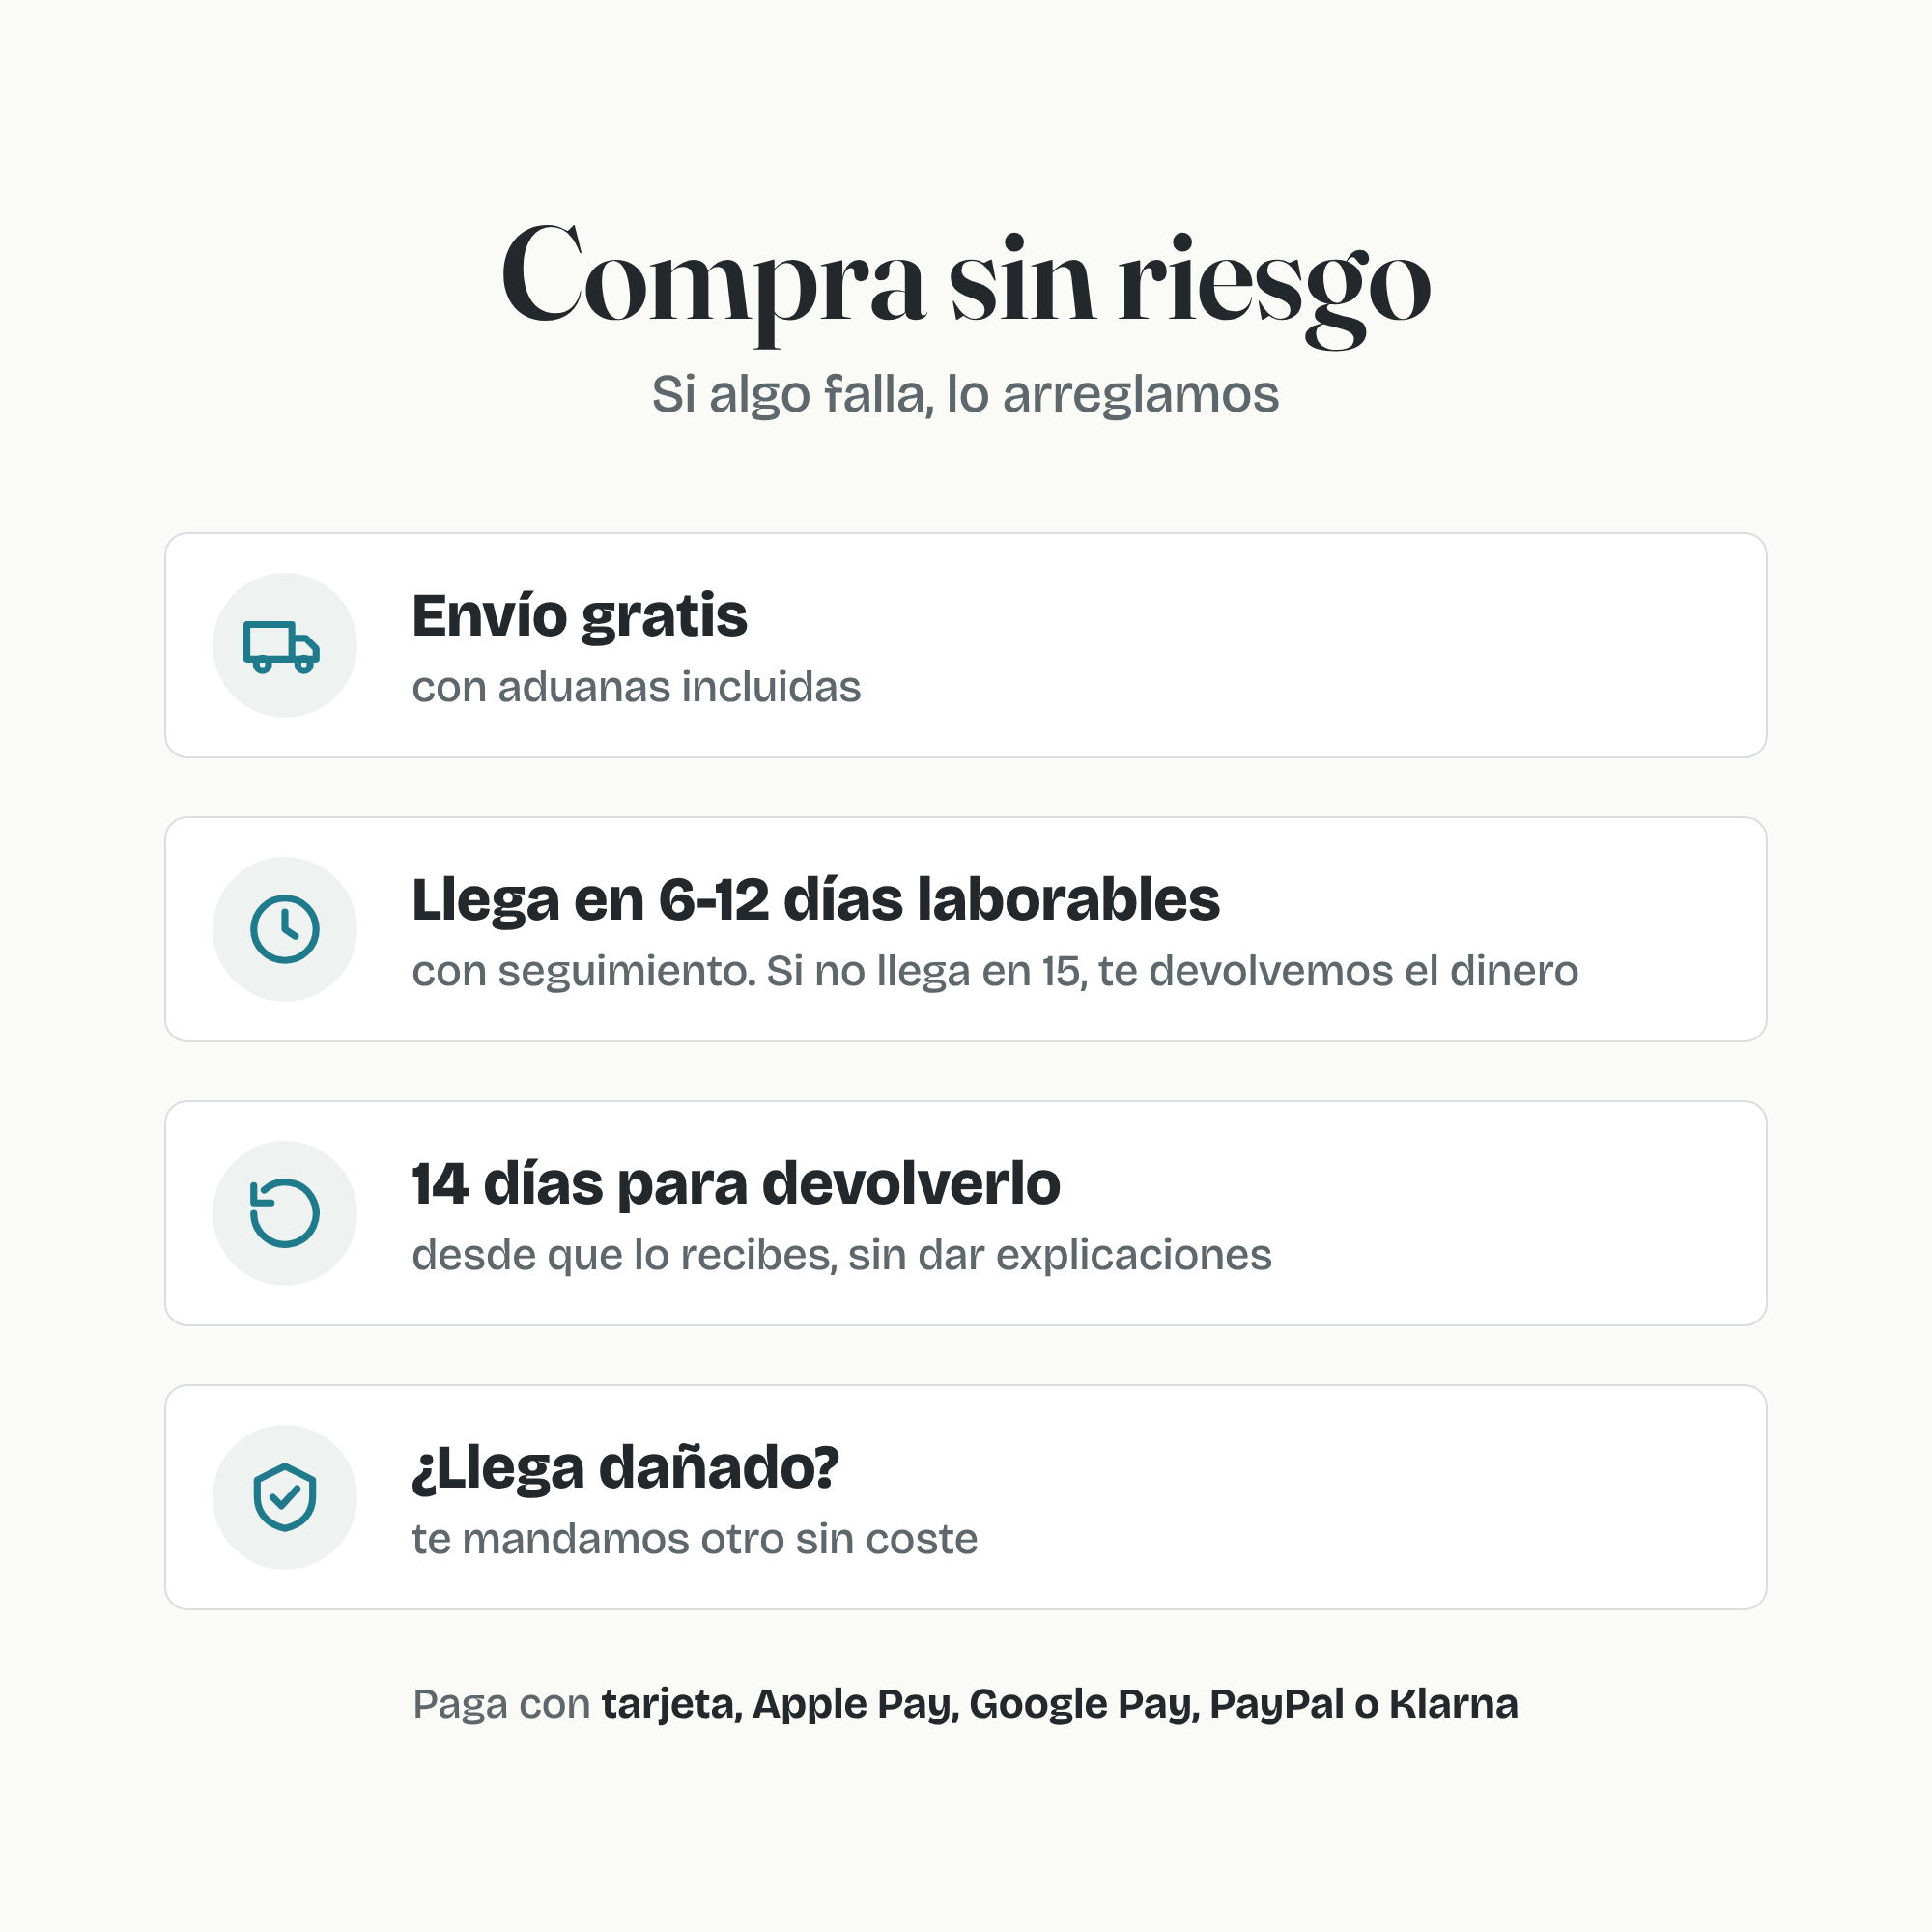 Compra sin riesgo
Si algo falla, lo arreglamos
Envío gratis
con aduanas incluidas
Llega en 6-12 días laborables
con seguimiento. Si no llega en 15, te devolvemos el dinero
14 días para devolverlo
desde que lo recibes, sin dar explicaciones
¿Llega dañado?
te mandamos otro sin coste
Paga con tarjeta, Apple Pay, Google Pay, PayPal o Klarna